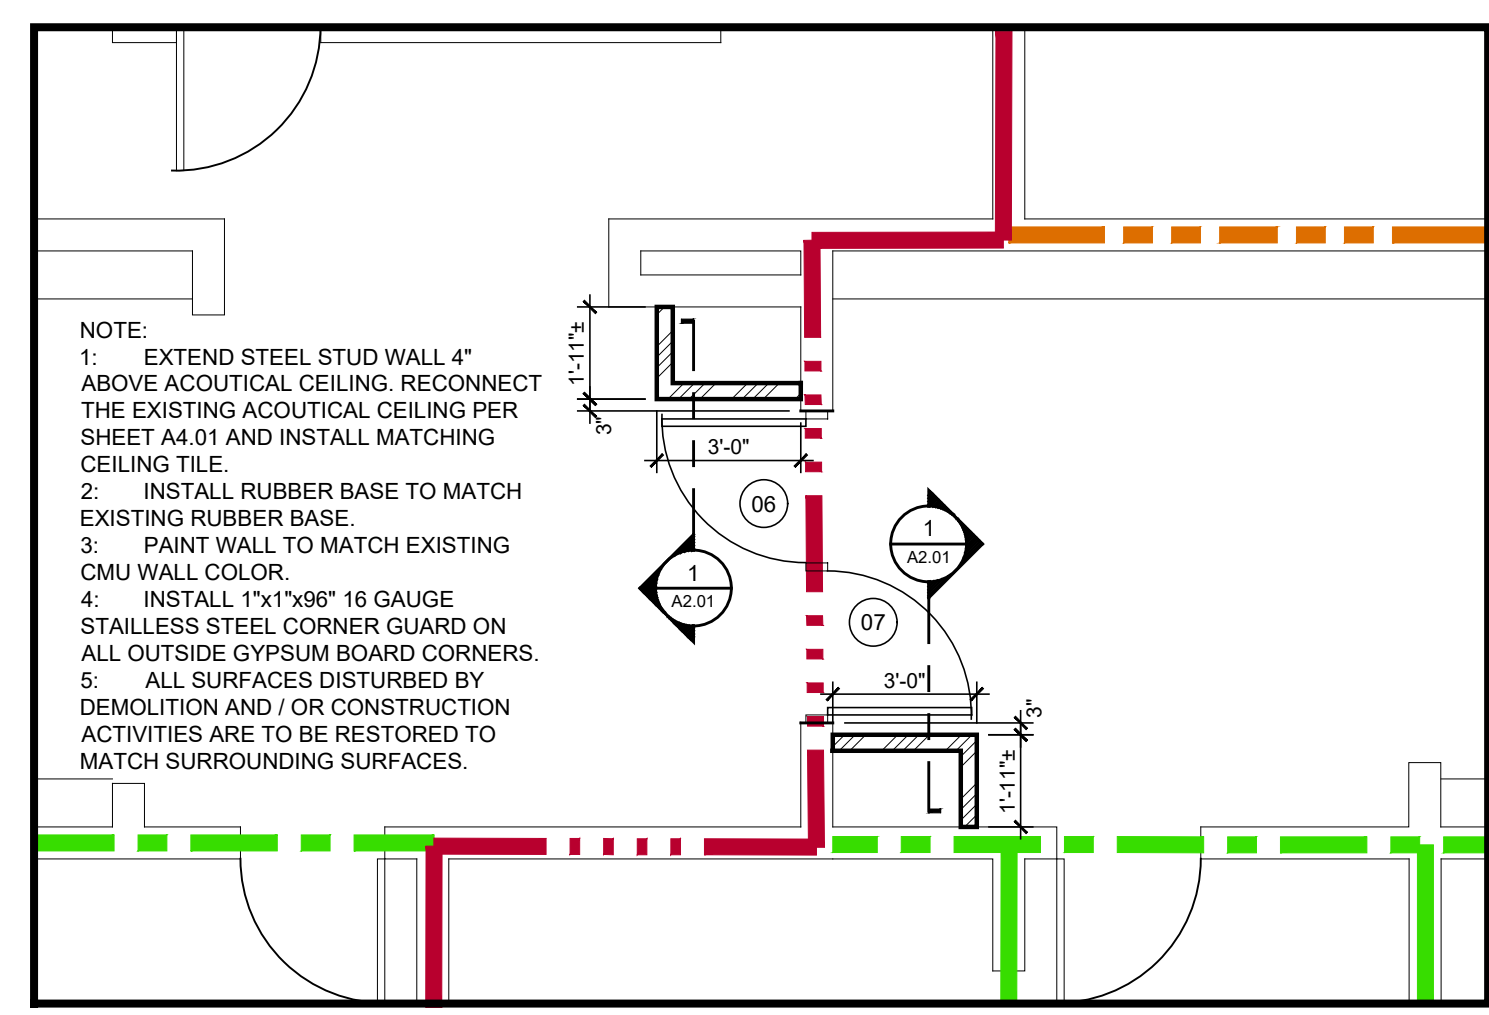 NOTE:
1: EXTEND STEEL STUD WALL 4"
ABOVE ACOUTICAL CEILING. RECONNECT
THE EXISTING ACOUTICAL CEILING PER
SHEET A4.01 AND INSTALL MATCHING
CEILING TILE.
2: INSTALL RUBBER BASE TO MATCH
EXISTING RUBBER BASE.
3: PAINT WALL TO MATCH EXISTING
CMU WALL COLOR.
4: INSTALL 1"x1"x96" 16 GAUGE
STAILLESS STEEL CORNER GUARD ON
ALL OUTSIDE GYPSUM BOARD CORNERS.
5: ALL SURFACES DISTURBED BY
DEMOLITION AND / OR CONSTRUCTION
ACTIVITIES ARE TO BE RESTORED TO
MATCH SURROUNDING SURFACES.
1'-11"±
3"
3'-0"
06
1
A2.01
1
A2.01
07
3'-0"
3"
1'-11"±